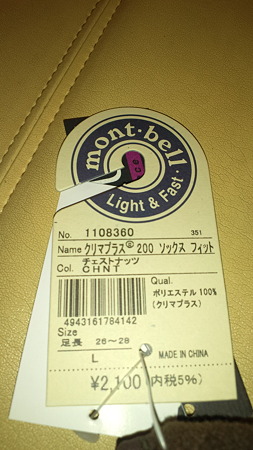 mont·bell
Light & Fast
No. 1108360 351
Name クリマプラス® 200 ソックス フィット
チェストナッツ
Col. CHNT
Qual.
ポリエステル 100%
(クリマプラス)
4943161784142
Size
足長 26~28
L MADE IN CHINA
¥2,100 (内税5%)